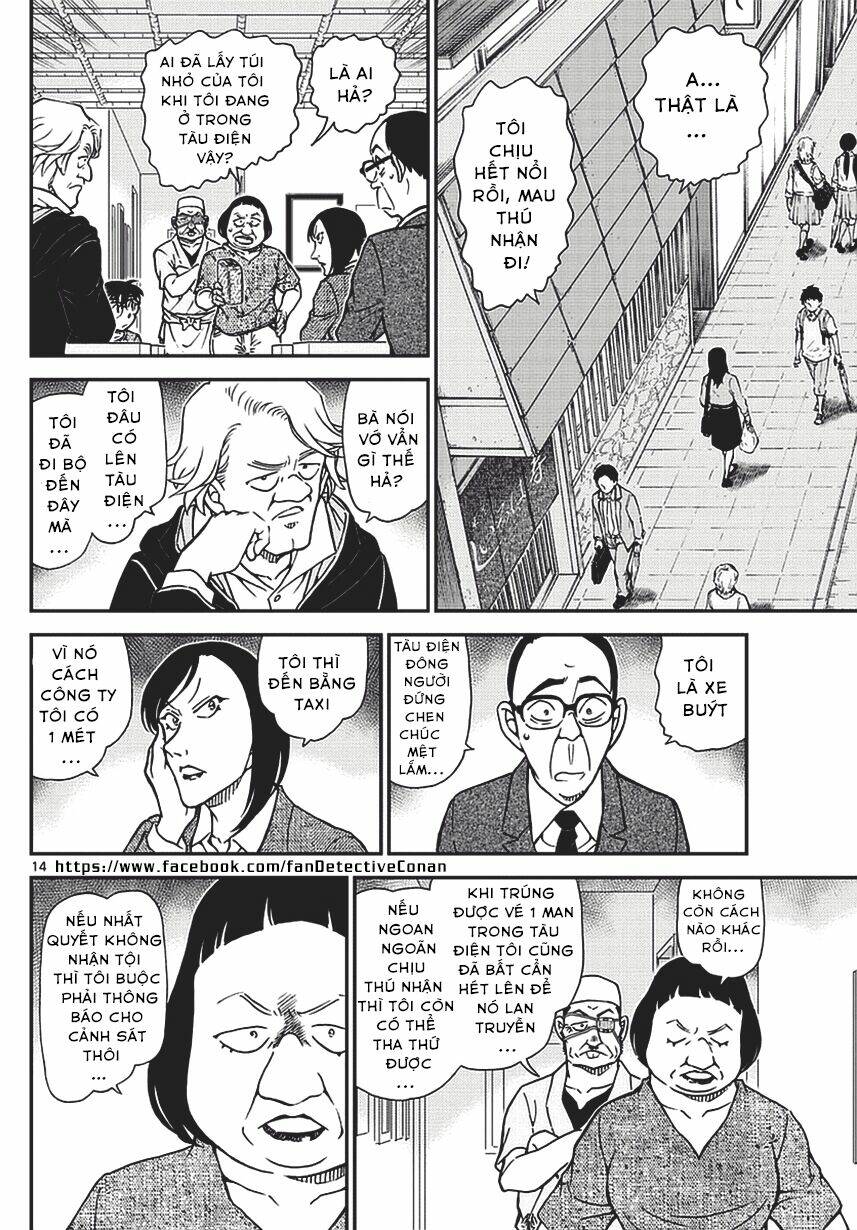 A...
THẬT LÀ
...
TÔI
CHỊU
HẾT NỔI
RỒI, MAU
THÚ
NHẬN
ĐI!
LÀ AI
HẢ?
AI ĐÃ LẤY TÚI
NHỎ CỦA TÔI
KHI TÔI ĐANG
Ở TRONG
TÀU ĐIỆN
VẬY?
BÀ NÓI
VỚ VẨN
GÌ THẾ
HẢ?
TÔI
ĐÂU
CÓ
LÊN
TÀU
ĐIỆN
...
TÔI
ĐÃ
ĐI BỘ
ĐẾN
ĐÂY
MÀ
...
TÔI
LÀ XE
BUÝT
TÀU ĐIỆN
ĐÔNG
NGƯỜI
ĐỨNG
CHEN
CHÚC
MỆT
LẮM...
TÔI THÌ
ĐẾN BẰNG
TAXI
VÌ NÓ
CÁCH
CÔNG TY
TÔI CÓ
1 MÉT
...
14 https://www.facebook.com/fanDetectiveConan
KHÔNG
CÒN CÁCH
NÀO KHÁC
RỒI...
KHI TRÚNG
ĐƯỢC VÉ 1 MAN
TRONG TÀU
ĐIỆN TÔI CŨNG
ĐÃ BẤT CẨN
HÉT LÊN ĐỂ
NÓ LAN
TRUYỀN
...
NẾU
NGOAN
NGOÃN
CHỊU
THÚ NHẬN
THÌ TÔI CÒN
CÓ THỂ
THA THỨ
ĐƯỢC
...
NẾU NHẤT
QUYẾT KHÔNG
NHẬN TỘI
THÌ TÔI BUỘC
PHẢI THÔNG
BÁO CHO
CẢNH SÁT
THÔI
...